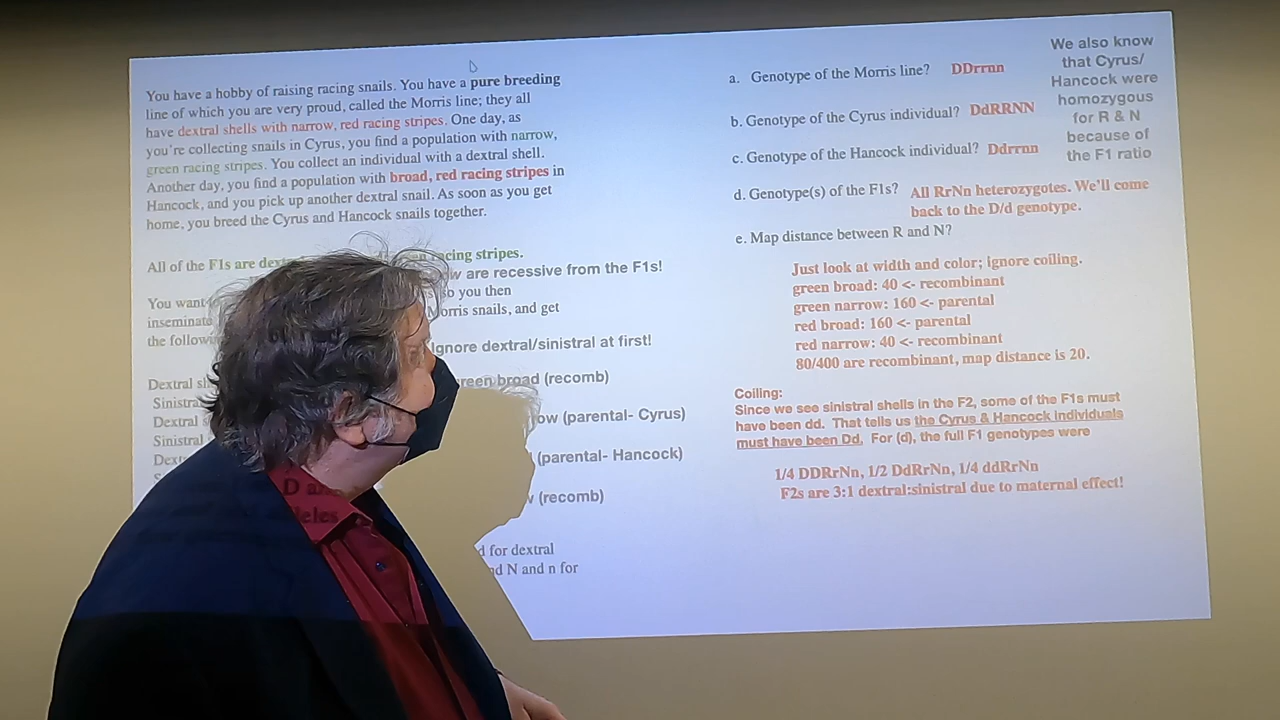 You have a hobby of raising racing snails. You have a pure breeding
line of which you are very proud, called the Morris line; they all
have dextral shells with narrow, red racing stripes. One day, as
you're collecting snails in Cyrus, you find a population with narrow,
green racing stripes. You collect an individual with a dextral shell.
Another day, you find a population with broad, red racing stripes in
Hancock, and you pick up another dextral snail. As soon as you get
home, you breed the Cyrus and Hancock snails together.
All of the F1s are racing stripes.
are recessive from the F1s!
You want you then
inseminate Morris snails, and get
the
Ignore dextral/sinistral at first!
Dextral green broad (recomb)
Dextral (parental- Cyrus)
Sinistral
(parental- Hancock)
(recomb)
D
for dextral
N and n for
a. Genotype of the Morris line? DDrrnn
b. Genotype of the Cyrus individual? DdRRNN
c. Genotype of the Hancock individual? Ddrrnn
d. Genotype(s) of the F1s? All RrNn heterozygotes. We'll come
back to the D/d genotype.
e. Map distance between R and N?
Just look at width and color; ignore coiling.
green broad: 40 <- recombinant
green narrow: 160 <- parental
red broad: 160 <- parental
red narrow: 40 <- recombinant
80/400 are recombinant, map distance is 20.
Coiling:
Since we see sinistral shells in the F2, some of the F1s must
have been dd. That tells us the Cyrus & Hancock individuals
must have been Dd. For (d), the full F1 genotypes were
1/4 DDRrNn, 1/2 DdRrNn, 1/4 ddRrNn
F2s are 3:1 dextral:sinistral due to maternal effect!
We also know
that Cyrus/
Hancock were
homozygous
for R & N
because of
the F1 ratio